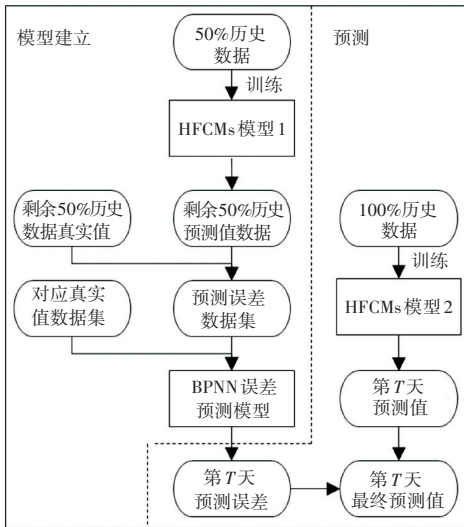 模型建立
预测
50%历史
数据
训练
HFCMs模型1
剩余50%历史
数据真实值
剩余50%历史
预测值数据
100%历史
数据
训练
对应真实
值数据集
预测误差
数据集
HFCMs模型2
BPNN误差
预测模型
第T天
预测值
第T天
预测误差
第T天
最终预测值